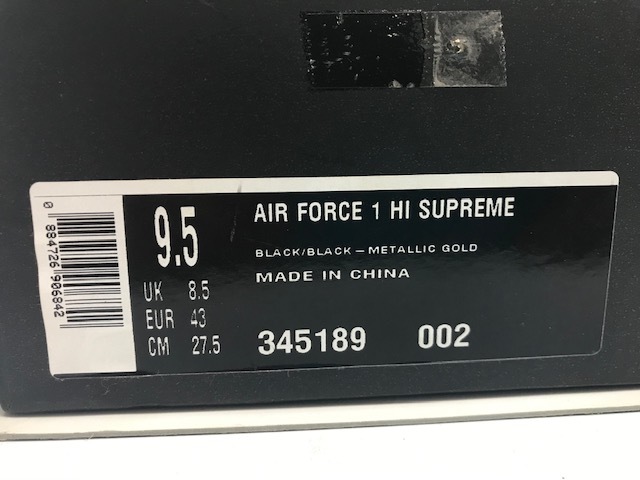 0 884726 906842
9.5
UK 8.5
EUR 43
CM 27.5
AIR FORCE 1 HI SUPREME
BLACK/BLACK – METALLIC GOLD
MADE IN CHINA
345189 002